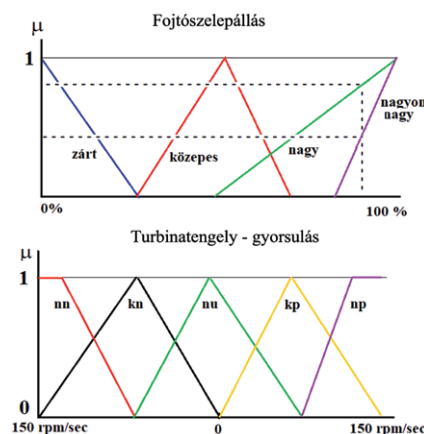 Fojtószelepállás
μ
1
zárt
közepes
nagy
nagyon
nagy
0%
100 %
Turbinatengely - gyorsulás
μ
1
nn
kn
nu
kp
np
0
150 rpm/sec
0
150 rpm/sec